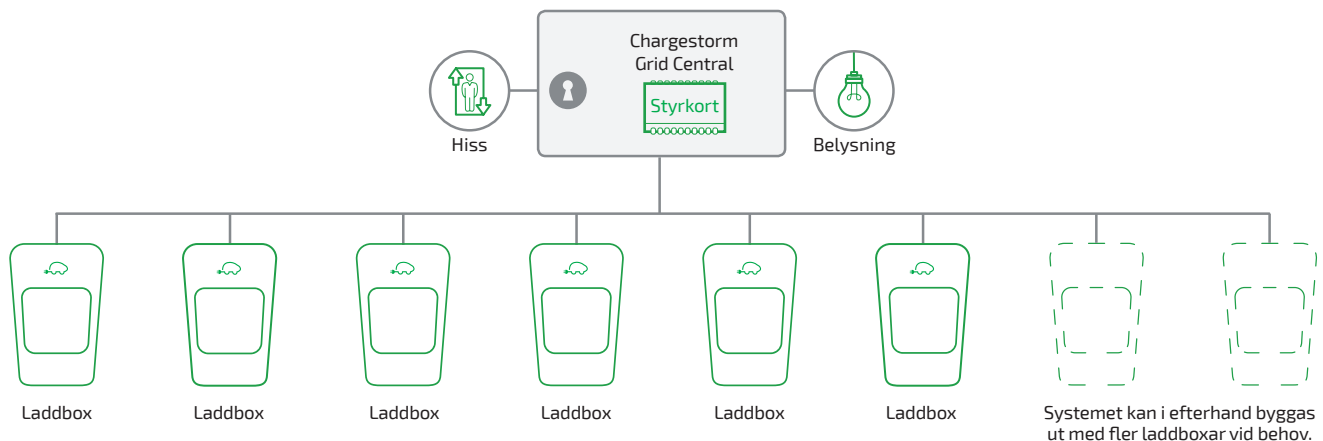 Chargestorm
Grid Central
Styrkort
Hiss
Belysning
Laddbox
Laddbox
Laddbox
Laddbox
Laddbox
Laddbox
Systemet kan i efterhand byggas
ut med fler laddboxar vid behov.